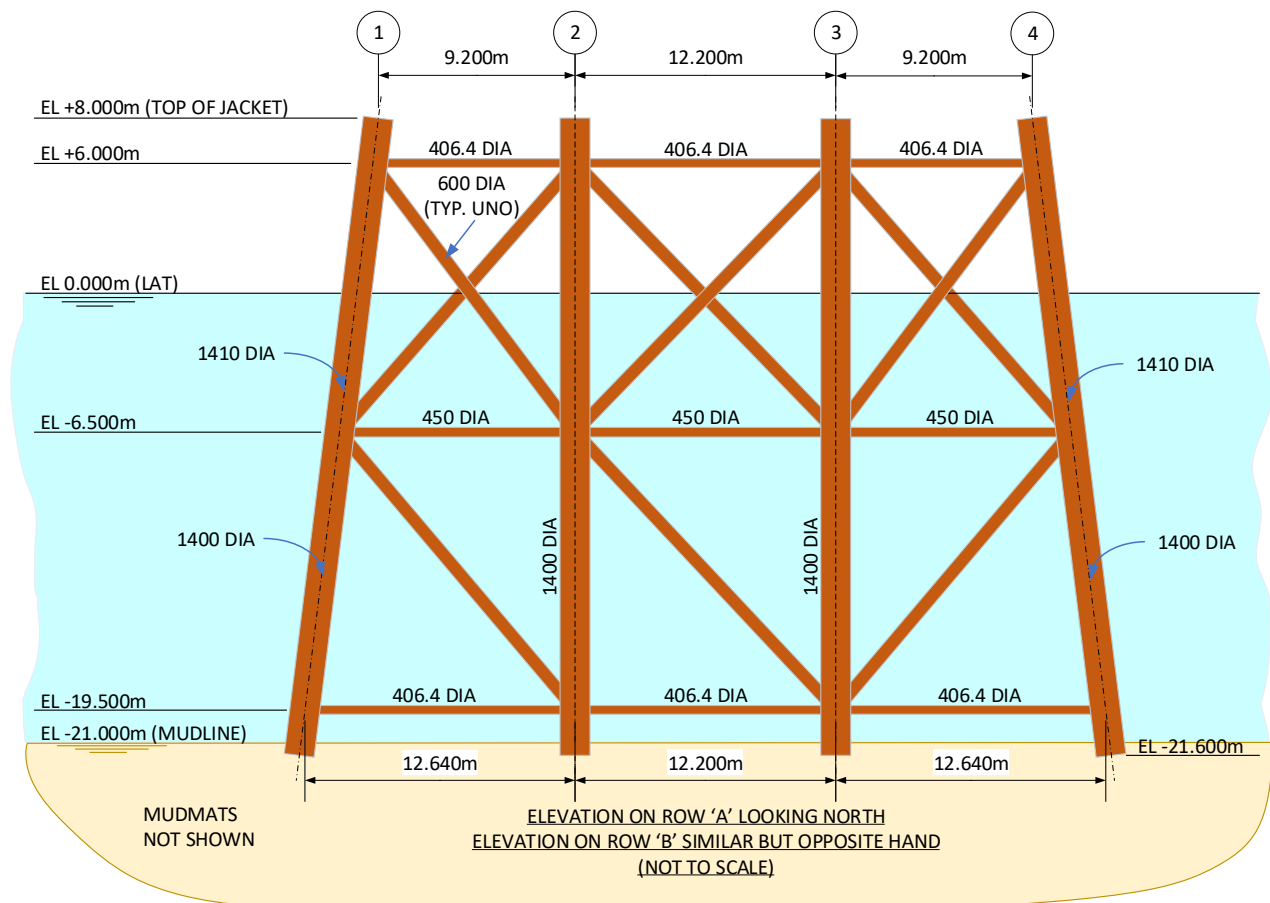 1
2
3
4
9.200m
12.200m
9.200m
EL +8.000m (TOP OF JACKET)
EL +6.000m
406.4 DIA
406.4 DIA
406.4 DIA
600 DIA
(TYP. UNO)
EL 0.000m (LAT)
1410 DIA
1410 DIA
EL -6.500m
450 DIA
450 DIA
450 DIA
1400 DIA
1400 DIA
1400 DIA
1400 DIA
EL -19.500m
406.4 DIA
406.4 DIA
406.4 DIA
EL -21.000m (MUDLINE)
EL -21.600m
12.640m
12.200m
12.640m
MUDMATS
NOT SHOWN
ELEVATION ON ROW ‘A’ LOOKING NORTH
ELEVATION ON ROW ‘B’ SIMILAR BUT OPPOSITE HAND
(NOT TO SCALE)